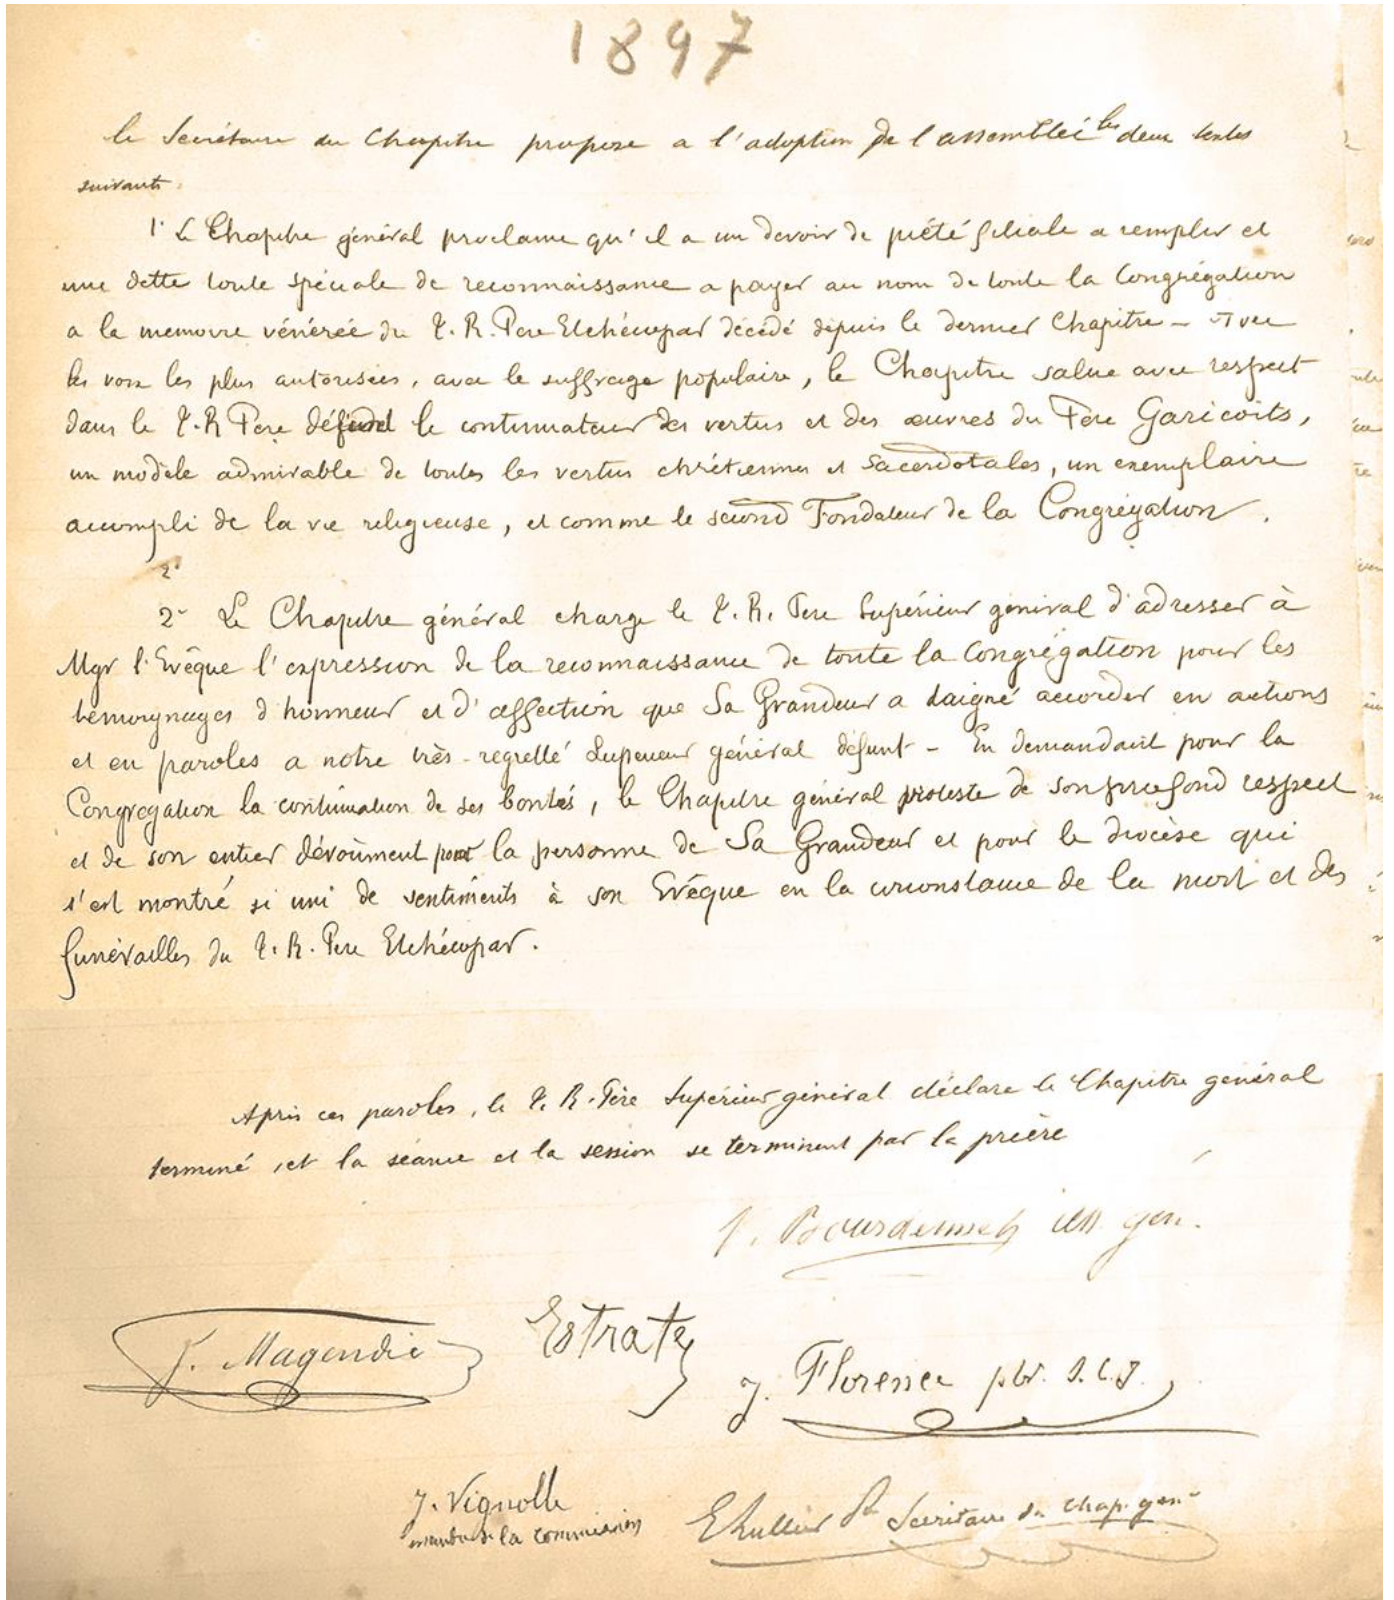 1897
le Secrétaire du Chapitre propose a l'adoption de l'assemblée les deux textes
suivants.
1° Le Chapitre général proclame qu'il a un devoir de piété filiale a remplir et
une dette toute spéciale de reconnaissance a payer au nom de toute la Congrégation
a la memoire vénérée du T. R. Pere Etchécopar décédé depuis le dernier Chapitre – Avec
les voix les plus autorisées, avec le suffrage populaire, le Chapitre salue avec respect
dans le T. R Pere défunt le continuateur des vertus et des œuvres du Père Garicoits,
un modèle admirable de toutes les vertus chrétiennes et Sacerdotales, un exemplaire
accompli de la vie religieuse, et comme le second Fondateur de la Congrégation.
2°
2° Le Chapitre général charge le T. R. Pere Supérieur général d'adresser à
Mgr l'Evêque l'expression de la reconnaissance de toute la Congrégation pour les
témoignages d'honneur et d'affection que Sa Grandeur a daigné accorder en actions
et en paroles a notre très-regretté Superieur général défunt – En demandant pour la
Congregation la continuation de ses bontés, le Chapitre général proteste de son profond respect
et de son entier dévoûment pour la personne de Sa Grandeur et pour le diocèse qui
s'est montré si uni de sentiments à son Evêque en la circonstance de la mort et des
funérailles du T. R. Pere Etchécopar.
Après ces paroles, le T. R. Père Supérieur général déclare le Chapitre général
terminé, et la séance et la session se terminent par la prière
Bourdenne gén.
J. Magendie
Estrate
J. Florence pbr. S.C.J.
J. Vignolle
membre de la commission
Secrétaire du chap. gen.